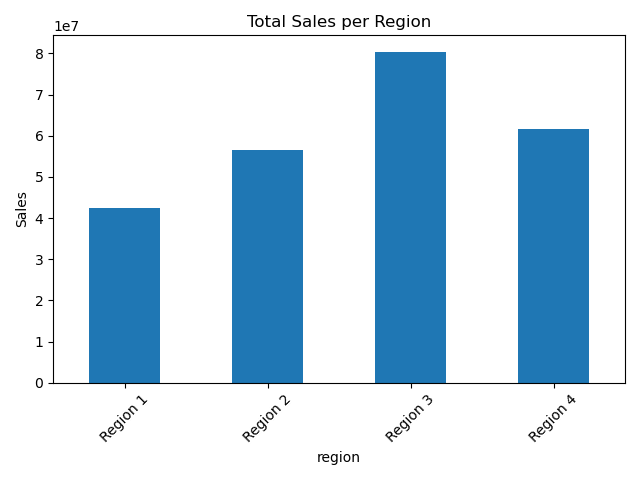 Total Sales per Region
1e7
8
7
6
5
4
3
2
1
0
Sales
Region 1
Region 2
Region 3
Region 4
region